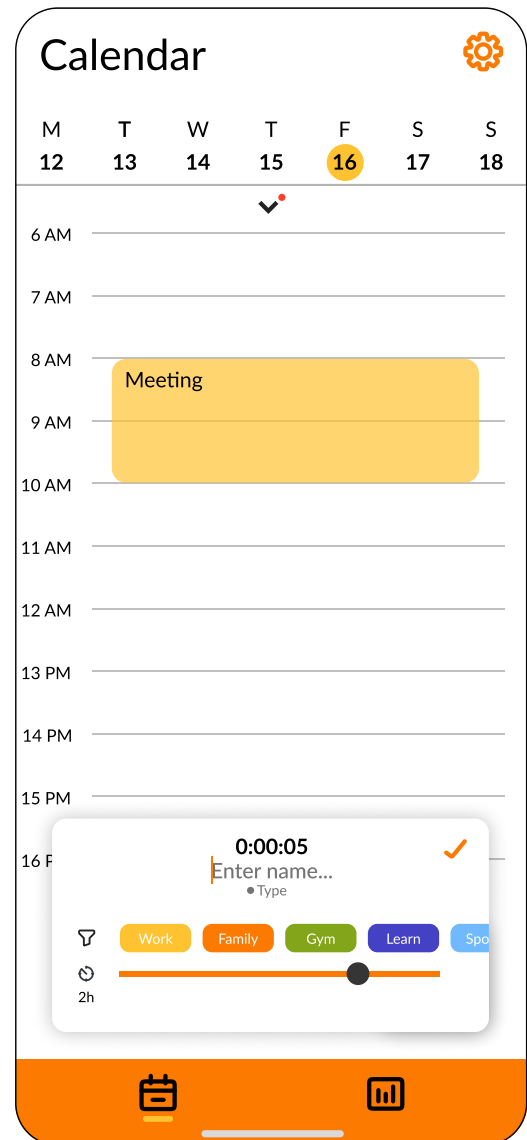 Calendar
M T W T F S S
12 13 14 15 16 17 18
6 AM
7 AM
8 AM
Meeting
9 AM
10 AM
11 AM
12 AM
13 PM
14 PM
15 PM
0:00:05
16 P
Enter name...
Type
Work Family Gym Learn Spo
2h